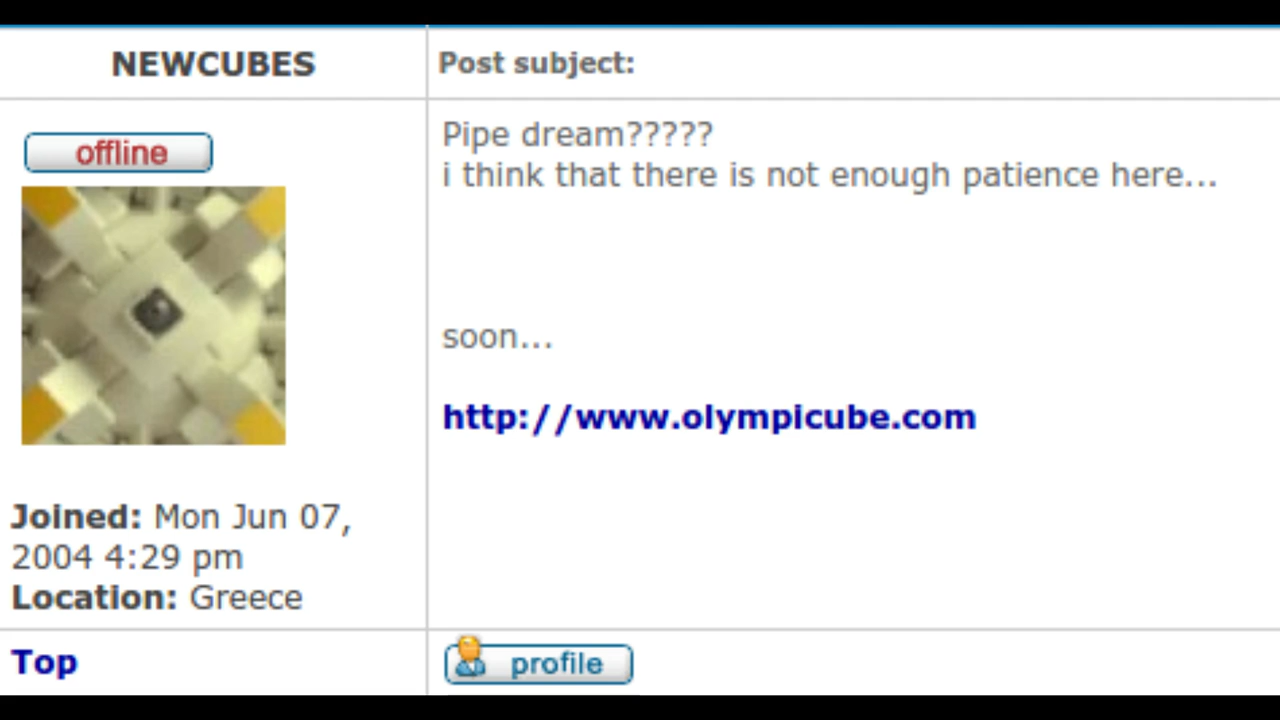 NEWCUBES
Post subject:
offline
Pipe dream?????
i think that there is not enough patience here...
soon...
http://www.olympicube.com
Joined: Mon Jun 07,
2004 4:29 pm
Location: Greece
Top
profile